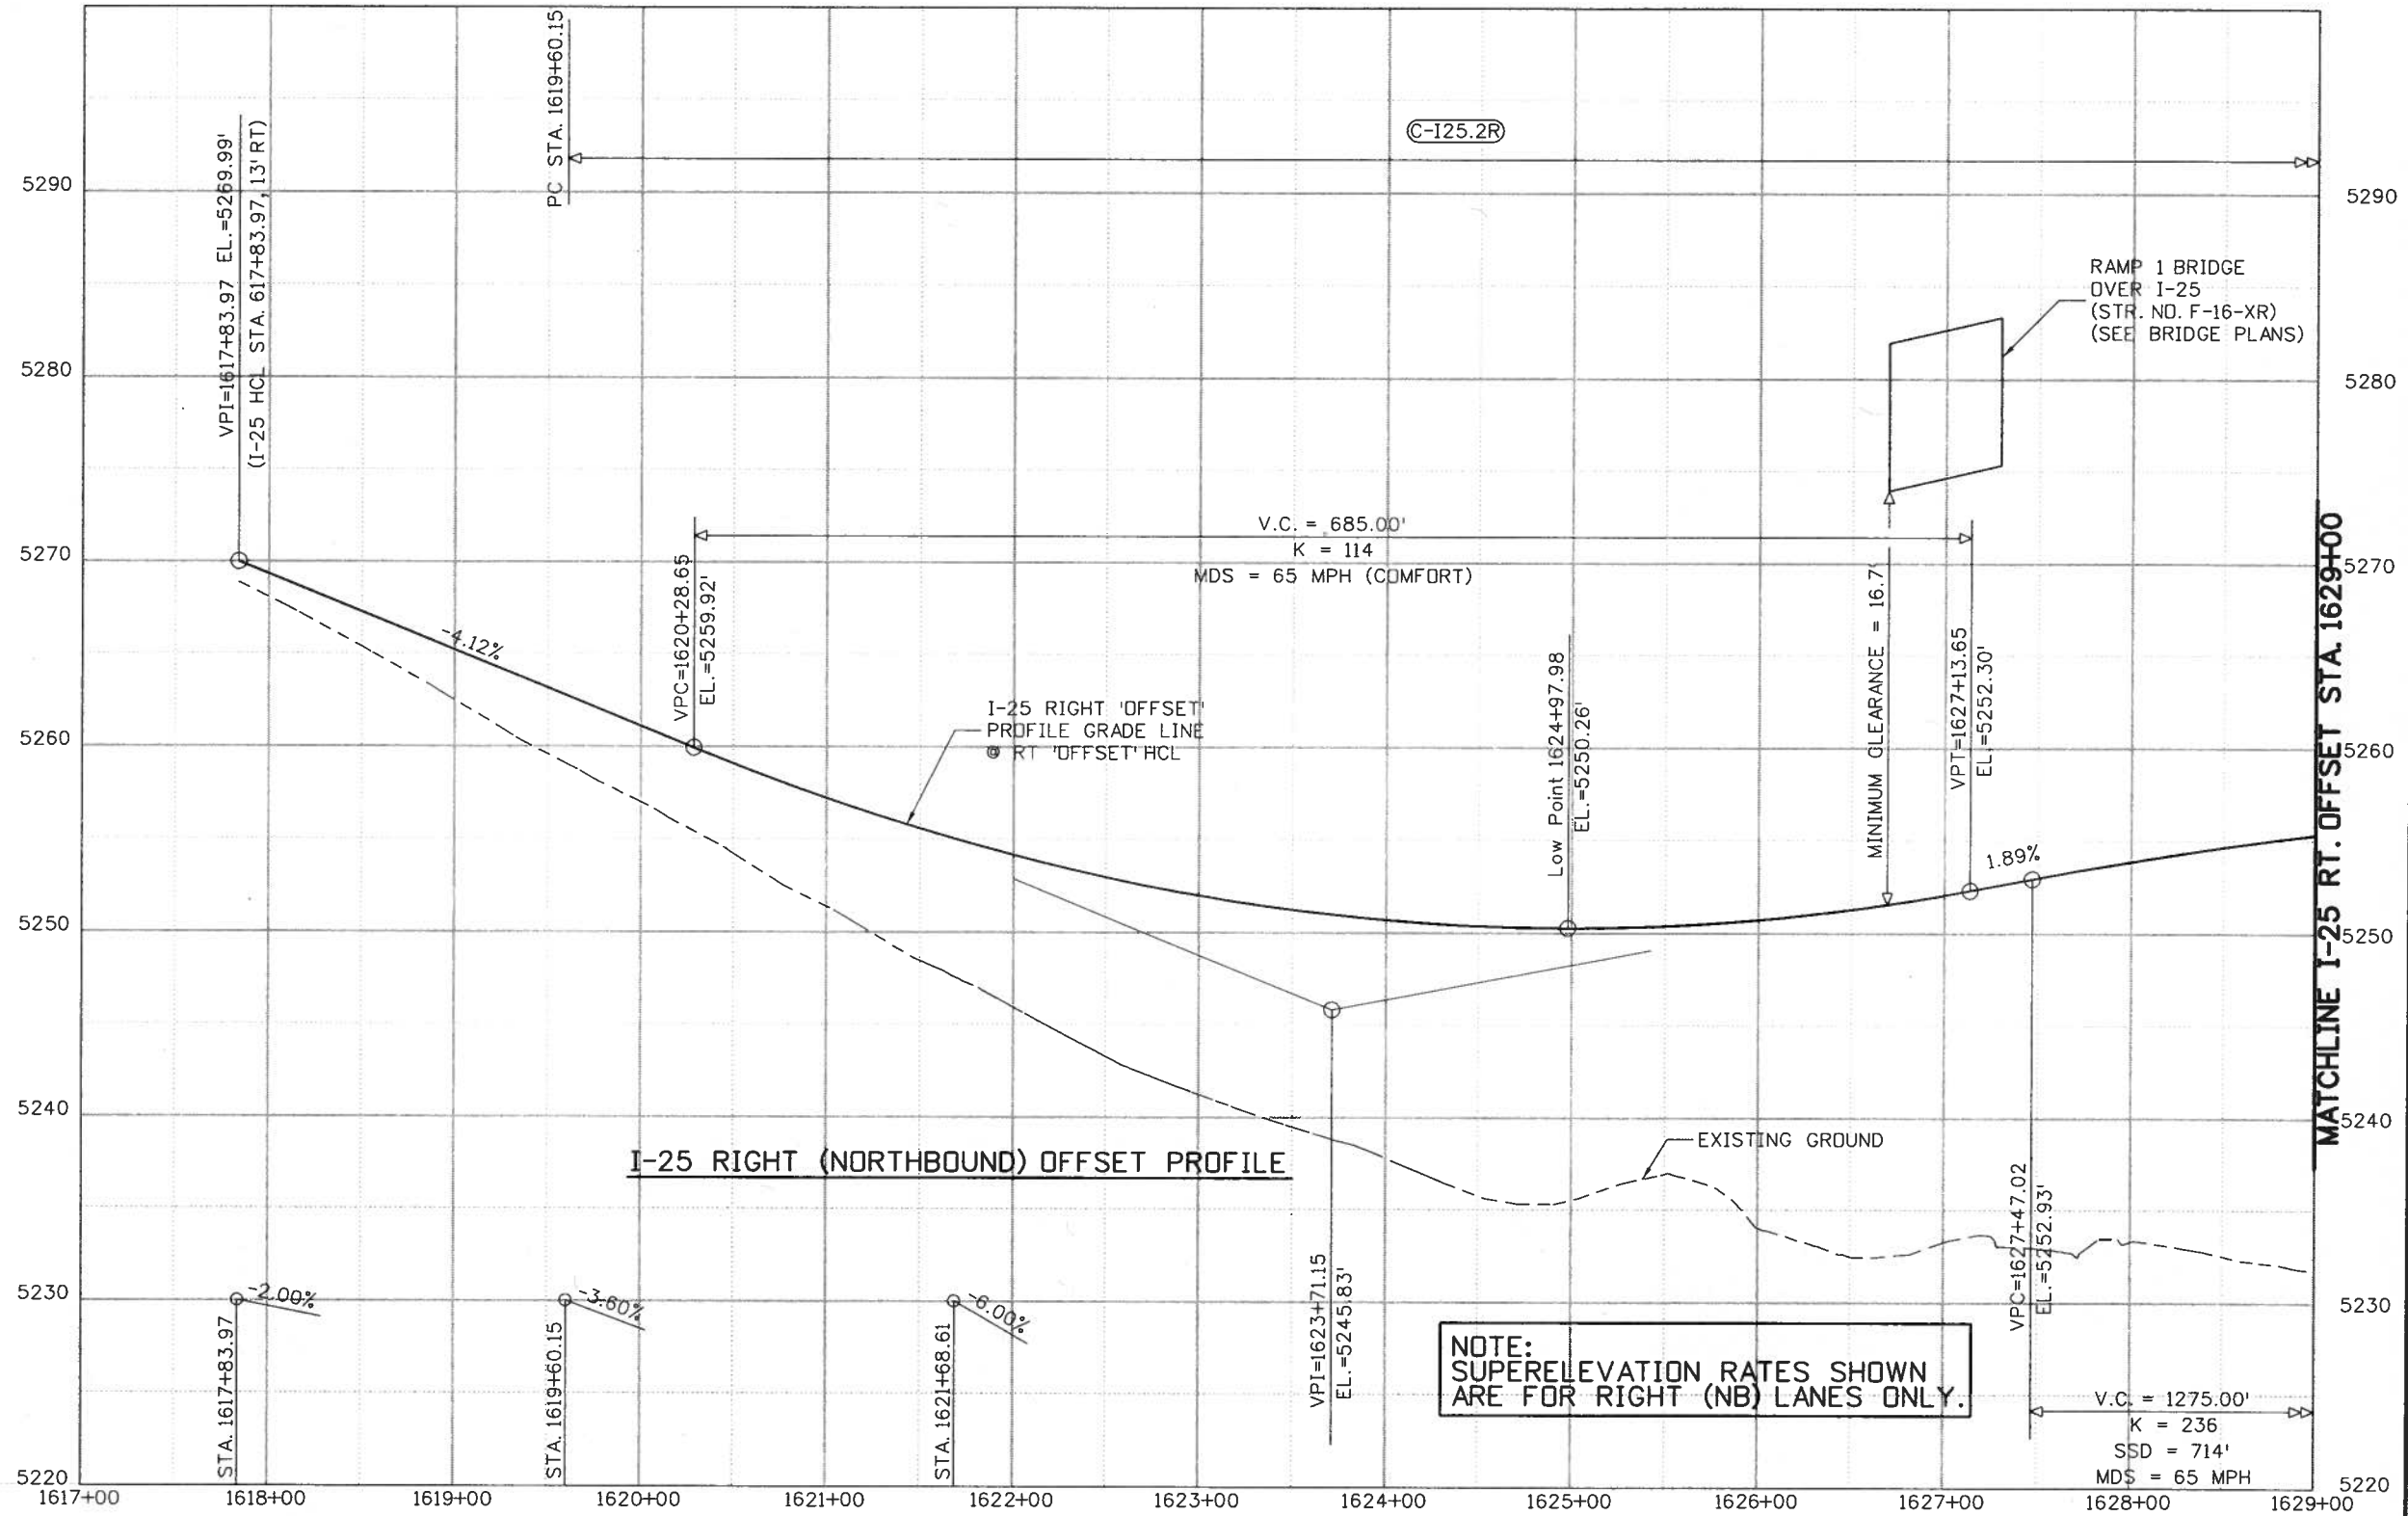 PC STA. 1619+60.15
C-I25.2R
VPI=1617+83.97 EL.=5269.99'
(I-25 HCL STA. 617+83.97, 13' RT)
5290
5290
RAMP 1 BRIDGE
OVER I-25
(STR. NO. F-16-XR)
(SEE BRIDGE PLANS)
5280
5280
V.C. = 685.00'
K = 114
MDS = 65 MPH (COMFORT)
5270
5270
-4.12%
VPC=1620+28.65
EL.=5259.92'
I-25 RIGHT 'OFFSET'
PROFILE GRADE LINE
@ RT 'OFFSET' HCL
Low Point 1624+97.98
EL.=5250.26'
MINIMUM CLEARANCE = 16.7'
VPT=1627+13.65
EL.=5252.30'
1.89%
MATCHLINE I-25 RT. OFFSET STA. 1629+00
5260
5260
5250
5250
5240
5240
I-25 RIGHT (NORTHBOUND) OFFSET PROFILE
EXISTING GROUND
VPI=1623+71.15
EL.=5245.83'
VPC=1627+47.02
EL.=5252.93'
5230
5230
-2.00%
-3.60%
-6.00%
STA. 1617+83.97
STA. 1619+60.15
STA. 1621+68.61
NOTE:
SUPERELEVATION RATES SHOWN
ARE FOR RIGHT (NB) LANES ONLY.
V.C. = 1275.00'
K = 236
SSD = 714'
MDS = 65 MPH
5220
5220
1617+00 1618+00 1619+00 1620+00 1621+00 1622+00 1623+00 1624+00 1625+00 1626+00 1627+00 1628+00 1629+00